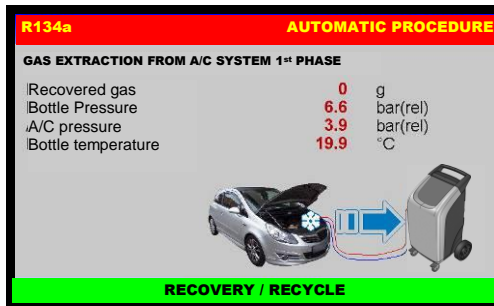 R134a AUTOMATIC PROCEDURE
GAS EXTRACTION FROM A/C SYSTEM 1st PHASE
Recovered gas 0 g
Bottle Pressure 6.6 bar(rel)
A/C pressure 3.9 bar(rel)
Bottle temperature 19.9 °C
RECOVERY / RECYCLE